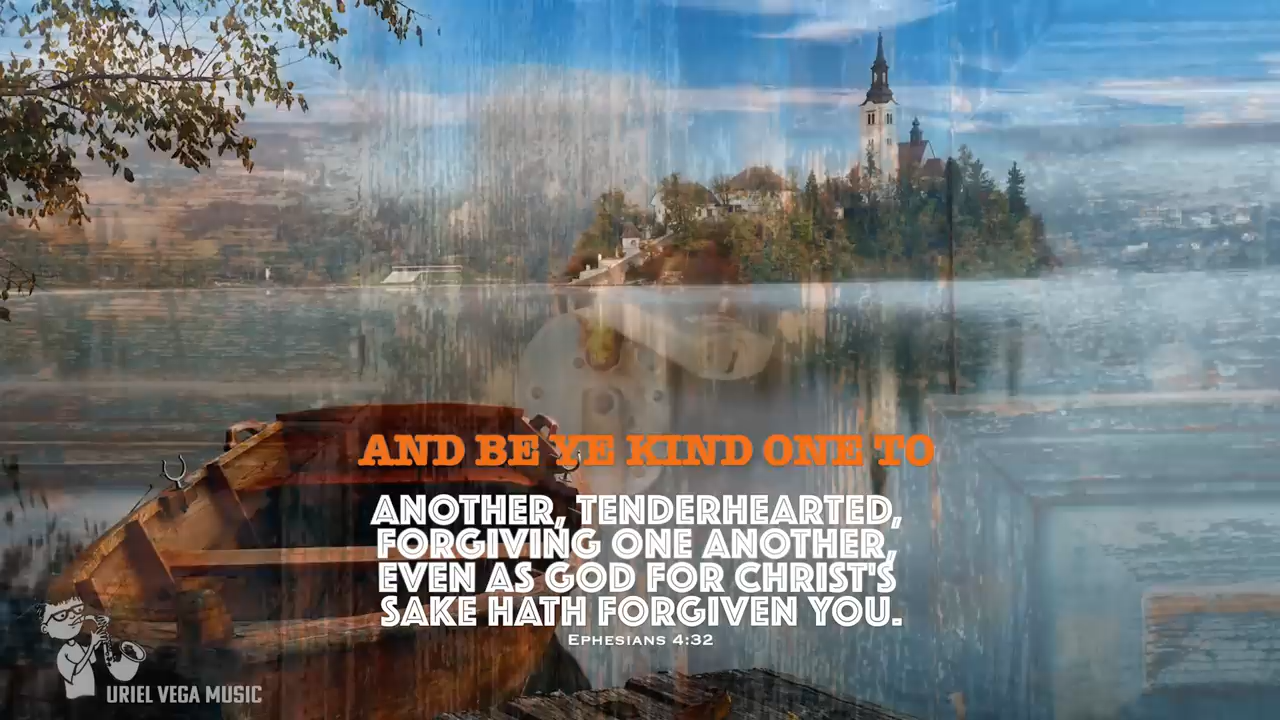 AND BE YE KIND ONE TO
ANOTHER, TENDERHEARTED,
FORGIVING ONE ANOTHER,
EVEN AS GOD FOR CHRIST'S
SAKE HATH FORGIVEN YOU.
EPHESIANS 4:32
URIEL VEGA MUSIC